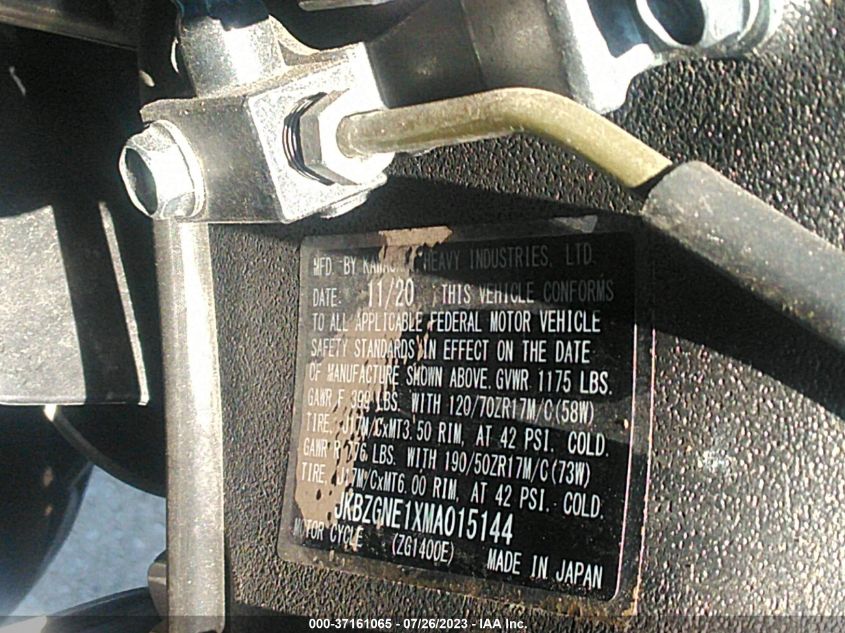 MFD. BY HEAVY INDUSTRIES, LTD.
DATE: 11/20 THIS VEHICLE CONFORMS
TO ALL APPLICABLE FEDERAL MOTOR VEHICLE
SAFETY STANDARDS IN EFFECT ON THE DATE
OF MANUFACTURE SHOWN ABOVE. GVWR 1175 LBS.
GAWR F 399 LBS. WITH 120/70ZR17M/C(58W)
TIRE, J17M/CxMT3.50 RIM, AT 42 PSI. COLD.
GAWR R 776 LBS. WITH 190/50ZR17M/C(73W)
TIRE, J17M/CxMT6.00 RIM, AT 42 PSI. COLD.
JKBZGNE1XMA015144
MOTOR CYCLE (ZG1400E) MADE IN JAPAN
000-37161065 / 07/26/2023 - IAA Inc.